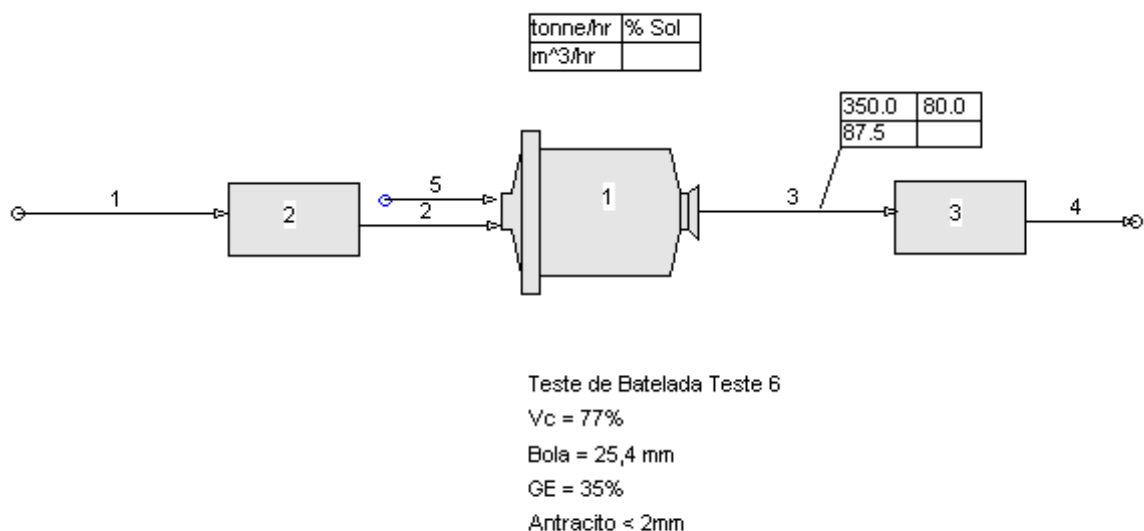 tonne/hr % Sol
m^3/hr
350.0 80.0
87.5
1
2
5
2
1
3
3
4
Teste de Batelada Teste 6
Vc = 77%
Bola = 25,4 mm
GE = 35%
Antracito < 2mm